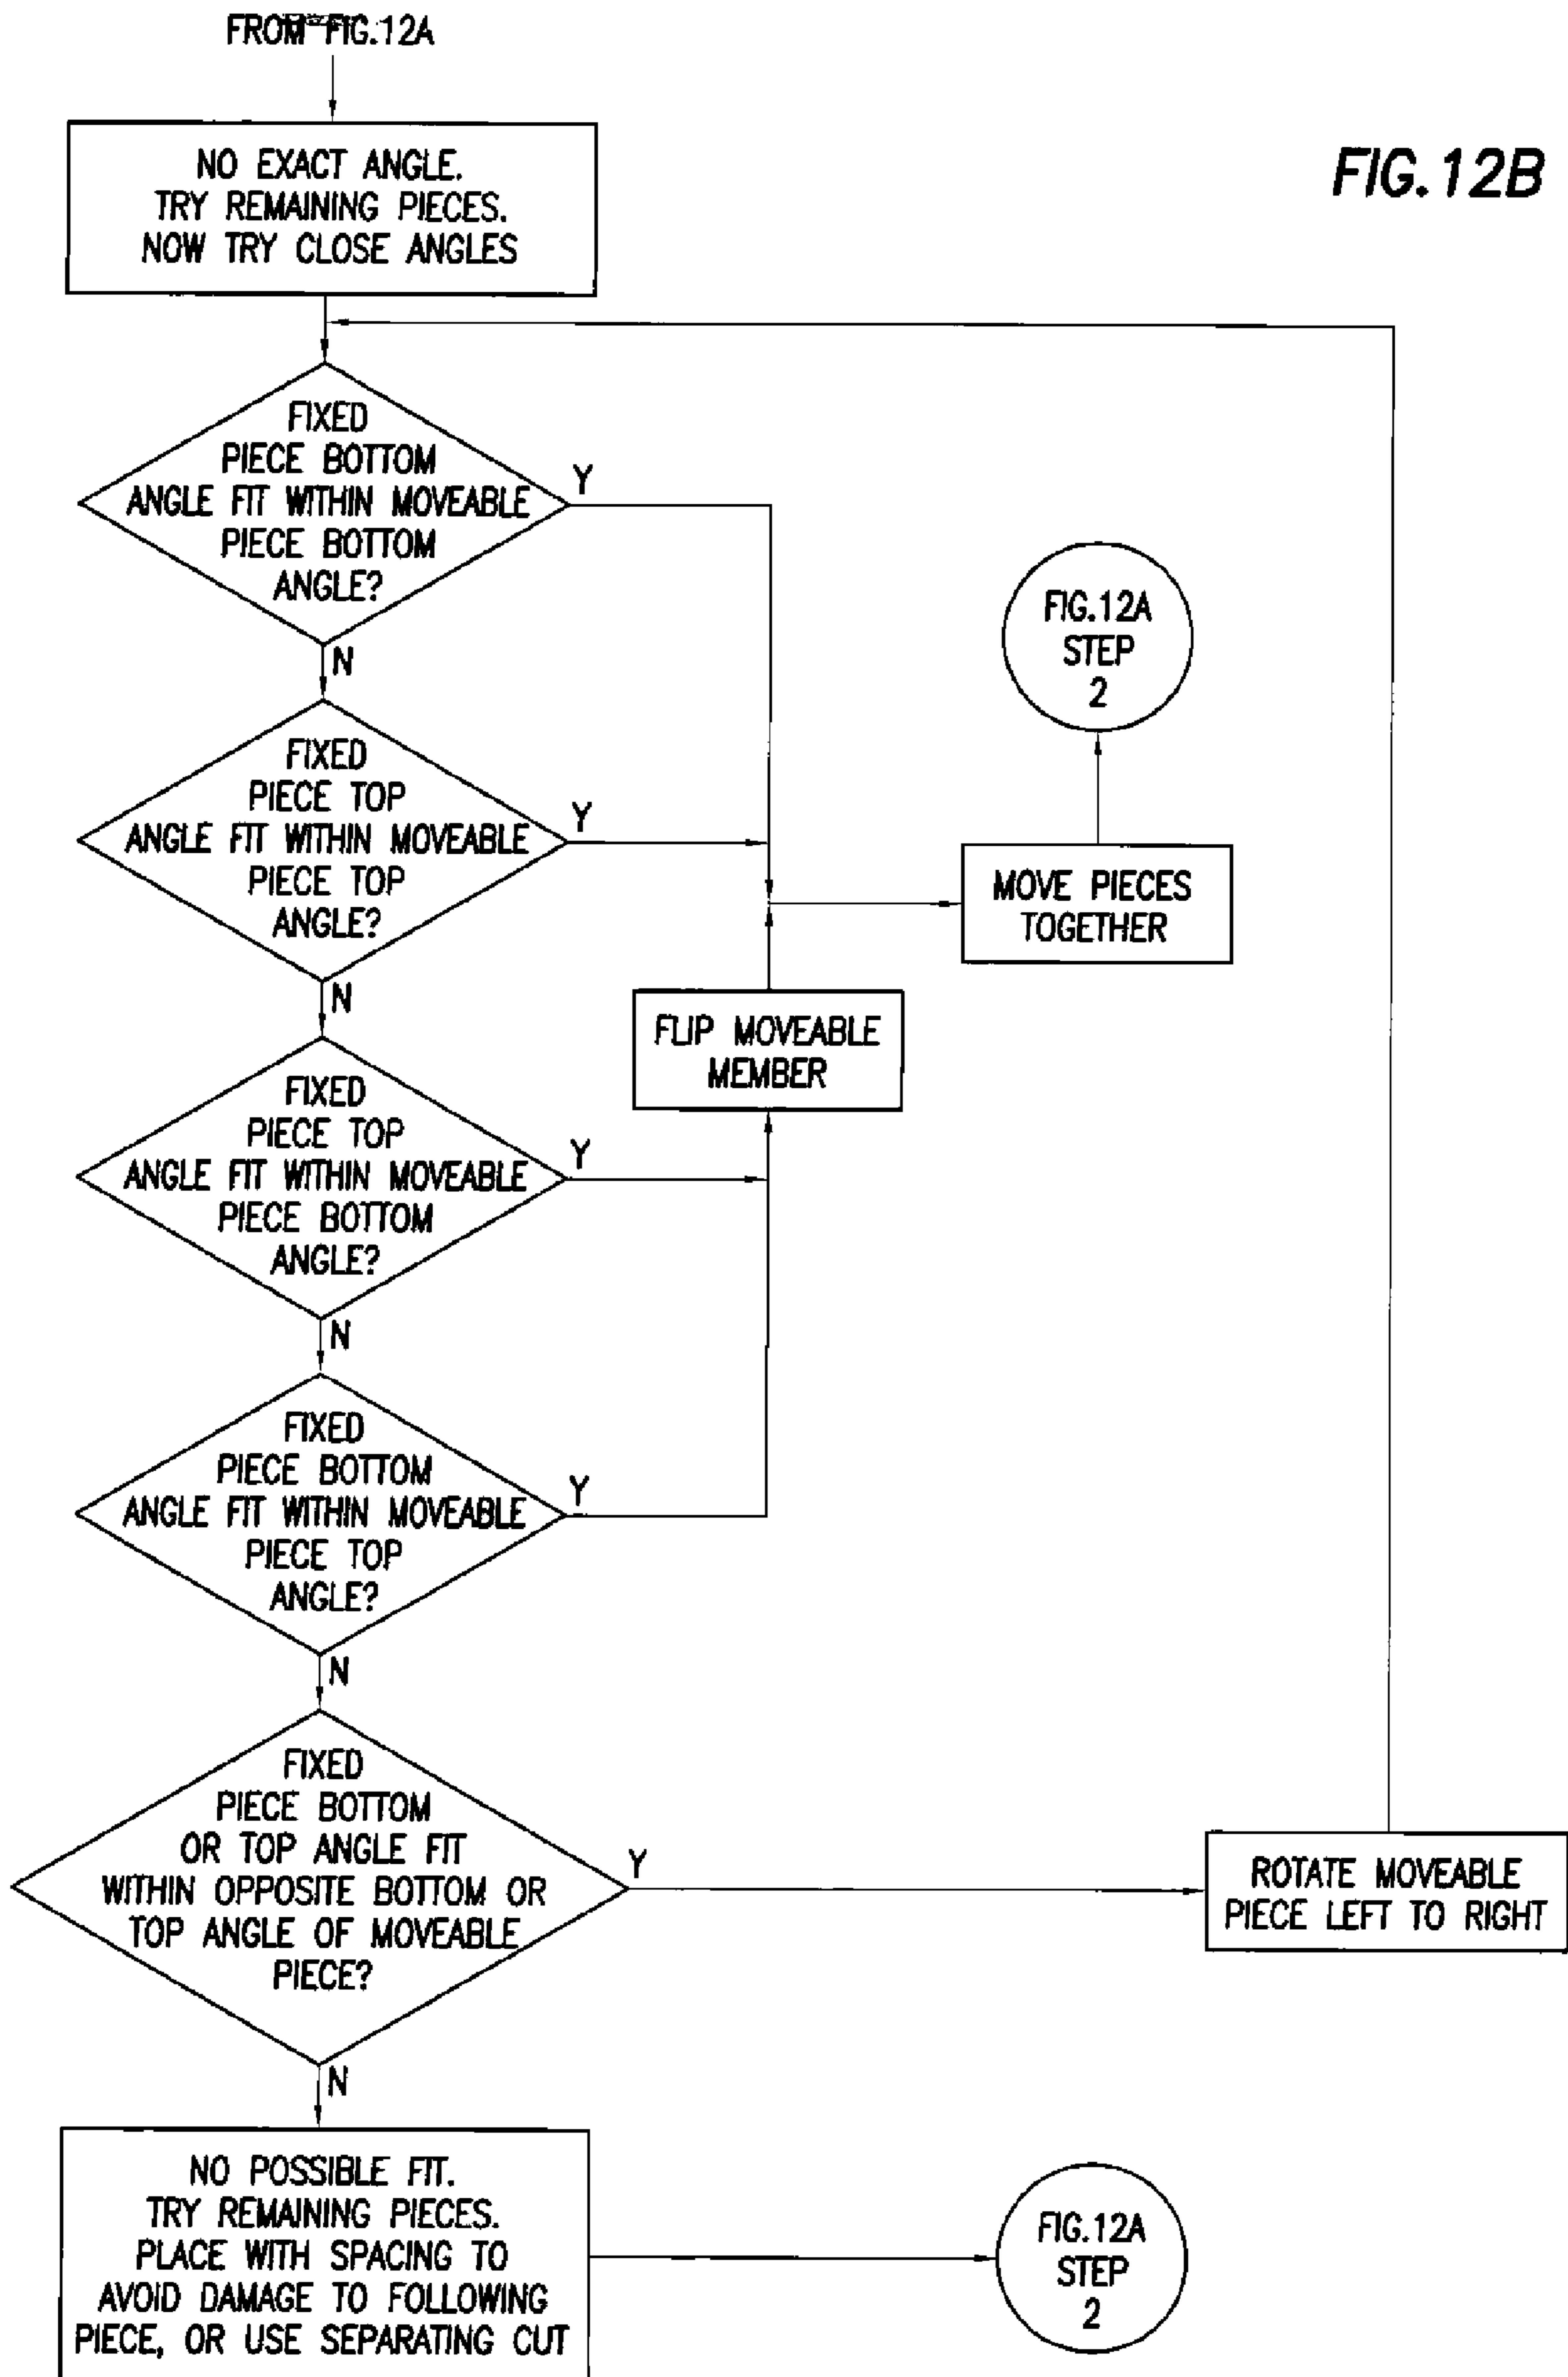 FROM FIG.12A
FIG.12B
NO EXACT ANGLE.
TRY REMAINING PIECES.
NOW TRY CLOSE ANGLES
FIXED
PIECE BOTTOM
ANGLE FIT WITHIN MOVEABLE
PIECE BOTTOM
ANGLE?
Y
N
FIG.12A
STEP
2
FIXED
PIECE TOP
ANGLE FIT WITHIN MOVEABLE
PIECE TOP
ANGLE?
Y
N
MOVE PIECES
TOGETHER
FLIP MOVEABLE
MEMBER
FIXED
PIECE TOP
ANGLE FIT WITHIN MOVEABLE
PIECE BOTTOM
ANGLE?
Y
N
FIXED
PIECE BOTTOM
ANGLE FIT WITHIN MOVEABLE
PIECE TOP
ANGLE?
Y
N
FIXED
PIECE BOTTOM
OR TOP ANGLE FIT
WITHIN OPPOSITE BOTTOM OR
TOP ANGLE OF MOVEABLE
PIECE?
Y
N
ROTATE MOVEABLE
PIECE LEFT TO RIGHT
NO POSSIBLE FIT.
TRY REMAINING PIECES.
PLACE WITH SPACING TO
AVOID DAMAGE TO FOLLOWING
PIECE, OR USE SEPARATING CUT
FIG.12A
STEP
2